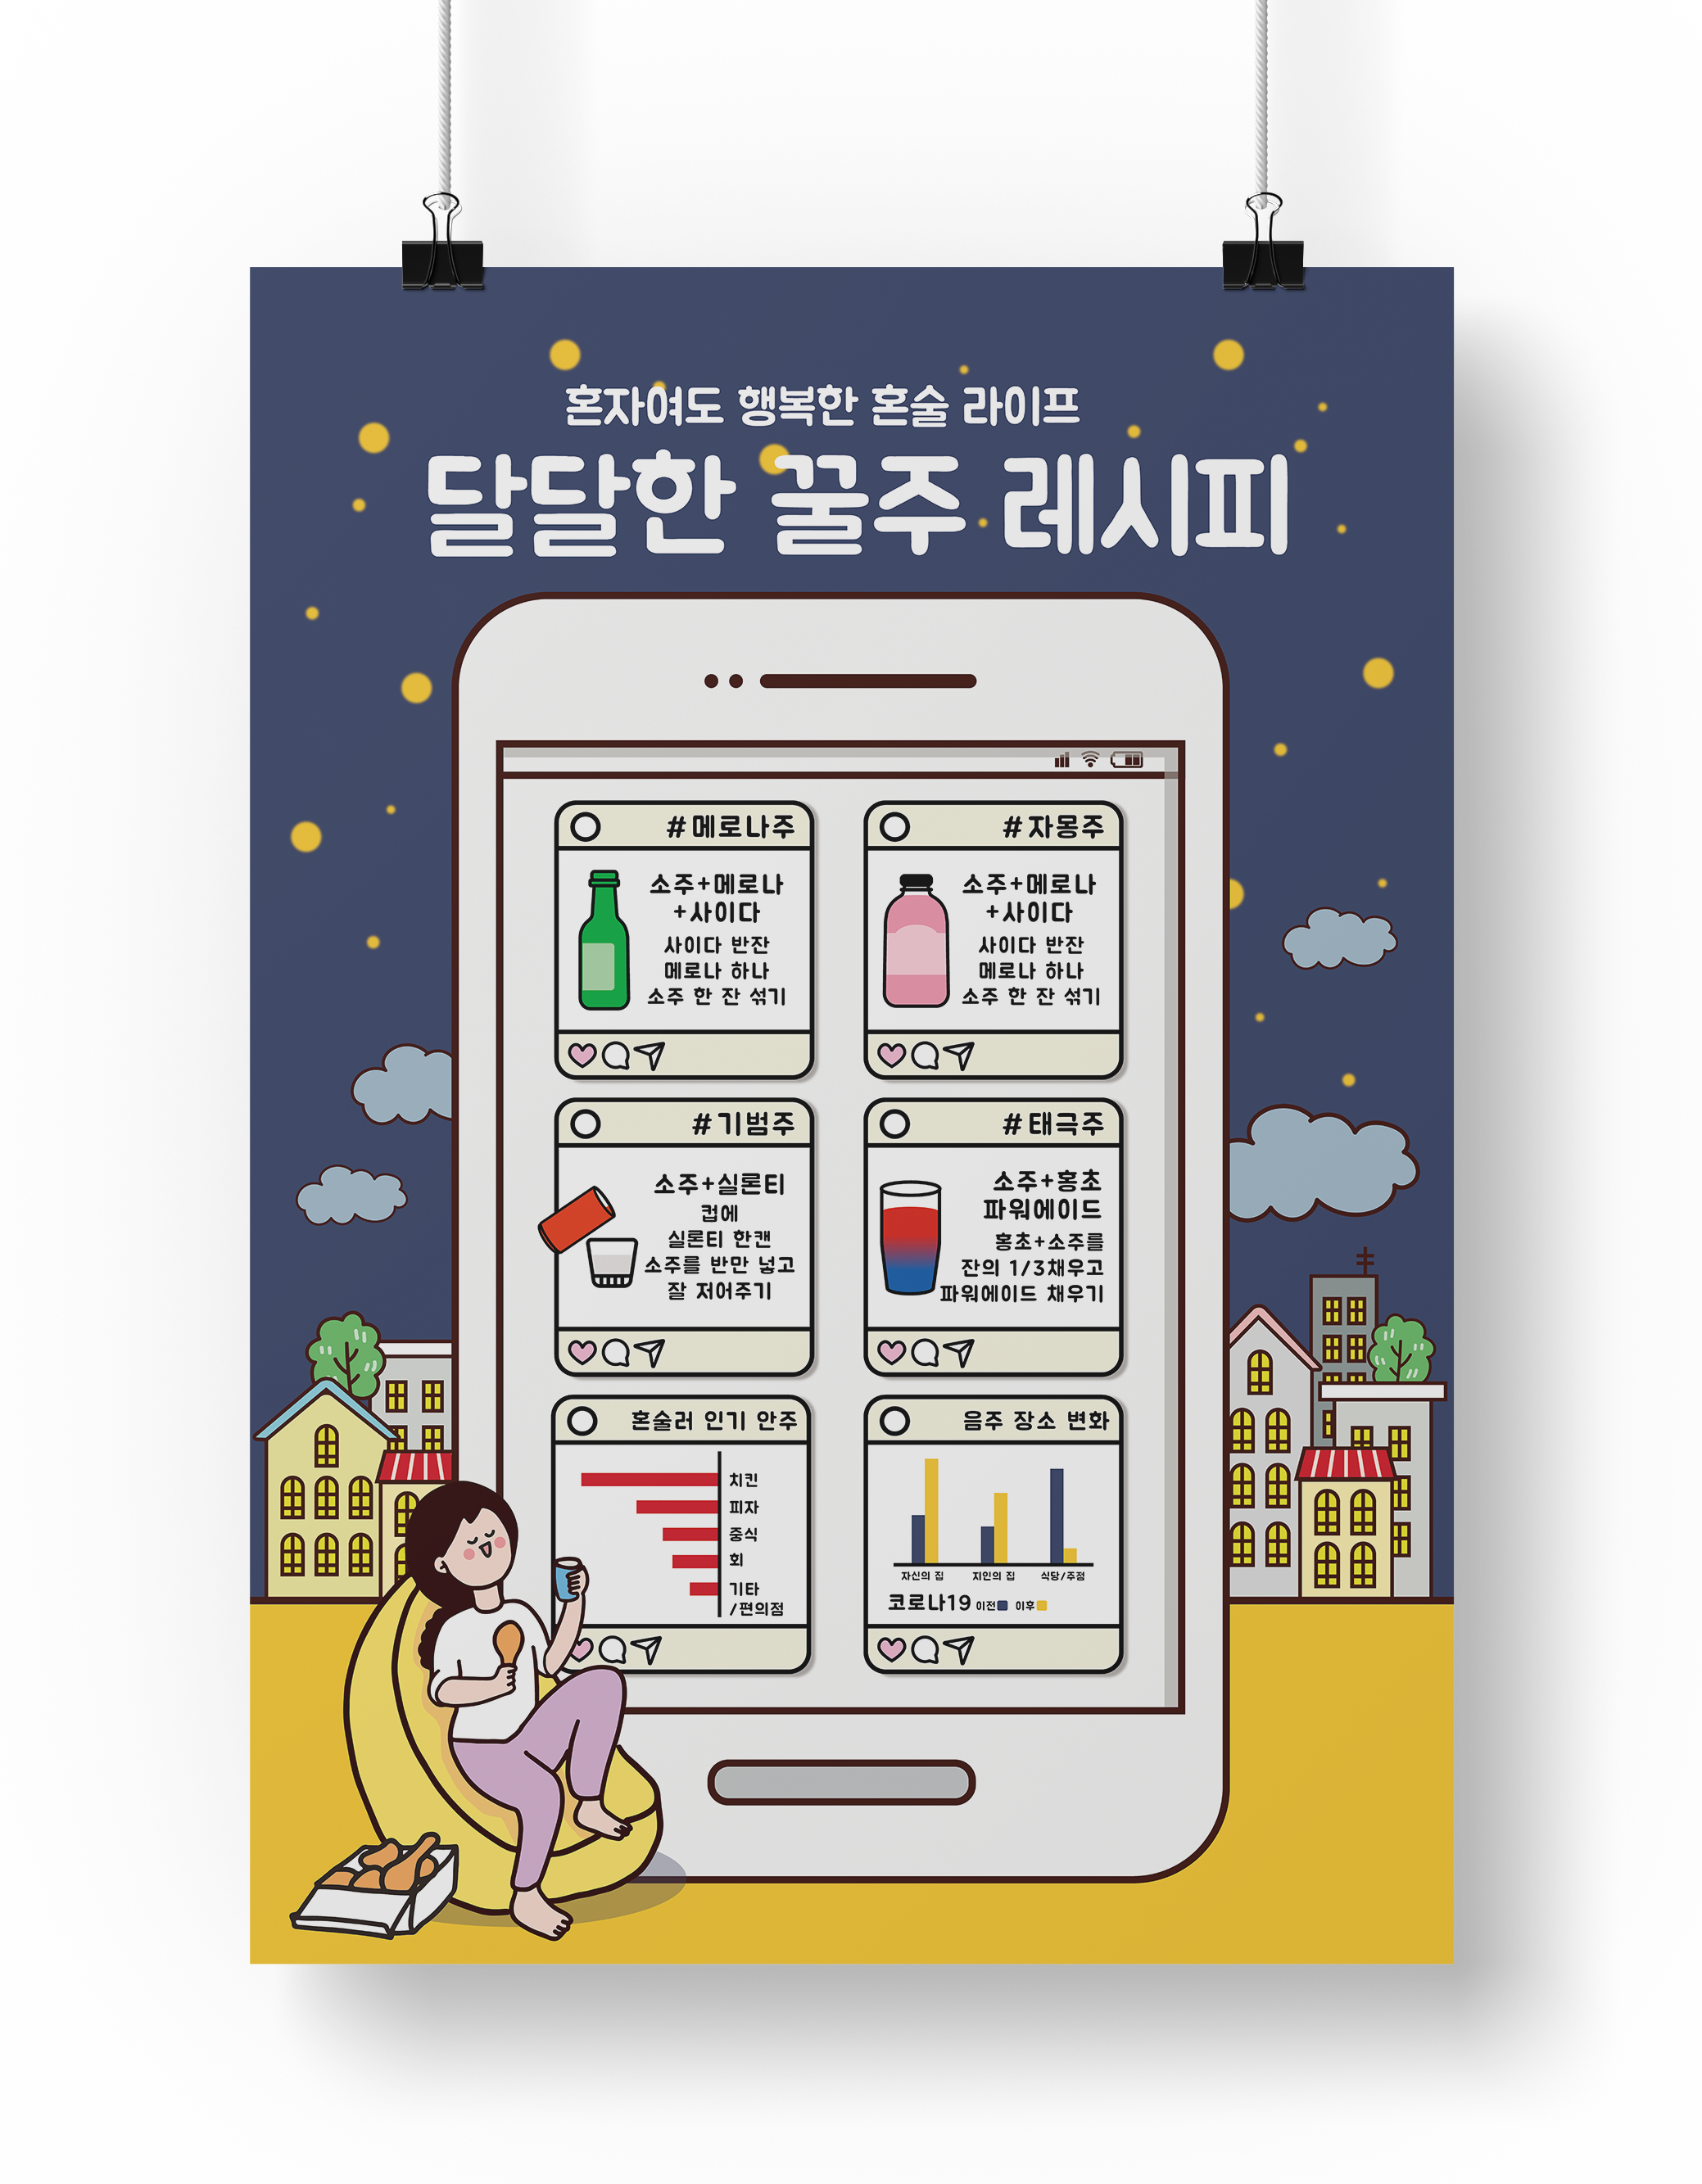 혼자여도 행복한 혼술 라이프
달달한 꿀주 레시피
#메로나주
소주+메로나
+사이다
사이다 반잔
메로나 하나
소주 한 잔 섞기
#자몽주
소주+메로나
+사이다
사이다 반잔
메로나 하나
소주 한 잔 섞기
#기범주
소주+실론티
컵에
실론티 한캔
소주를 반만 넣고
잘 저어주기
#태극주
소주+홍초
파워에이드
홍초+소주를
잔의 1/3채우고
파워에이드 채우기
혼술러 인기 안주
치킨
피자
중식
회
기타
/편의점
음주 장소 변화
자신의 집 지인의 집 식당/주점
코로나19 이전 이후